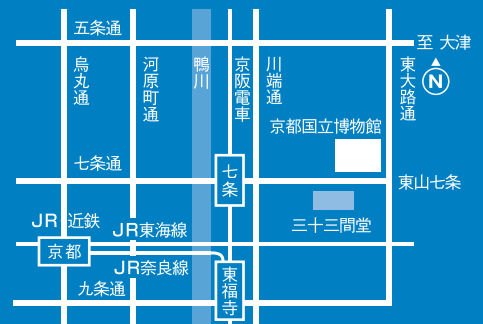 五条通
至 大津
烏丸通
河原町通
鴨川
京阪電車
川端通
東大路通
N
京都国立博物館
七条通
七条
東山七条
三十三間堂
JR 近鉄
JR東海線
京都
JR奈良線
東福寺
九条通